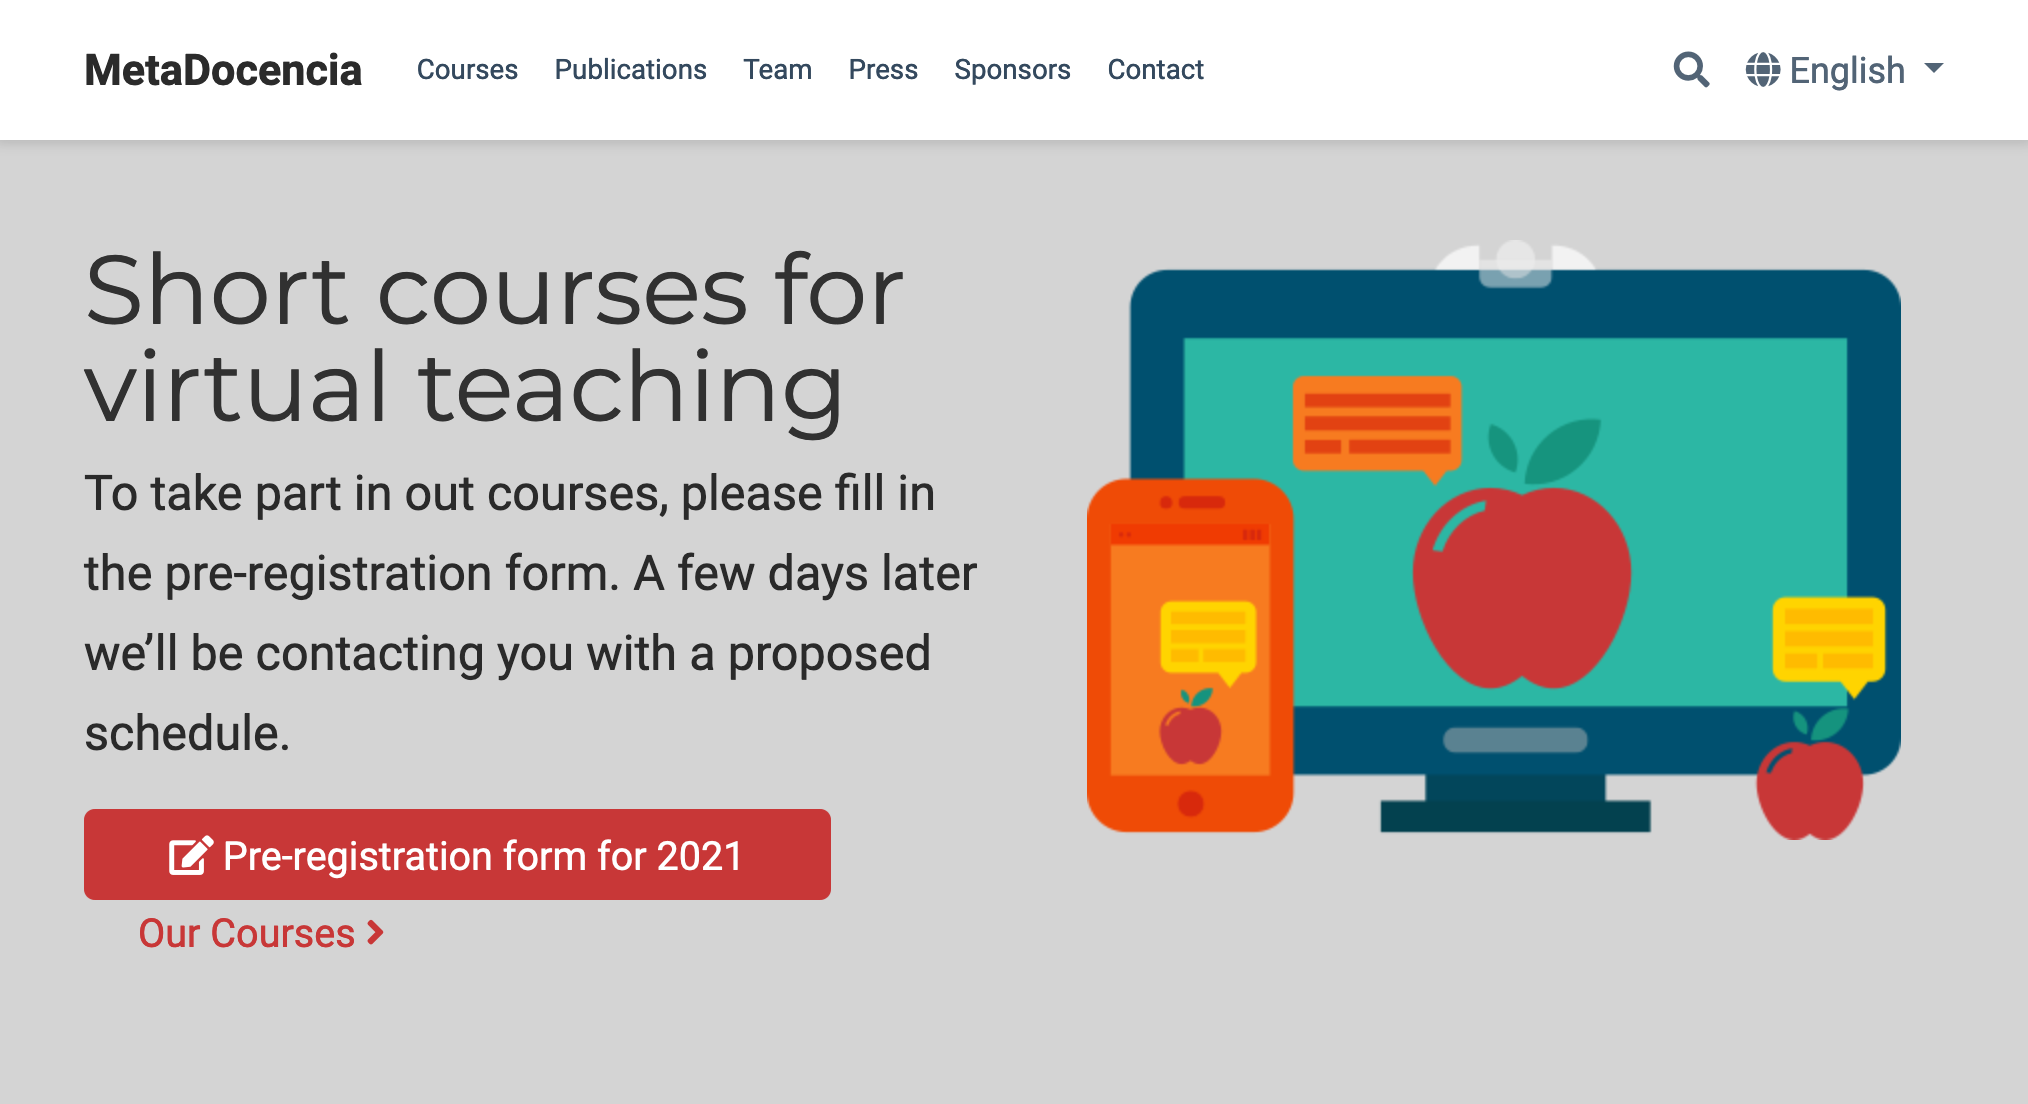 MetaDocencia
Courses
Publications
Team
Press
Sponsors
Contact
English
Short courses for
virtual teaching
To take part in out courses, please fill in
the pre-registration form. A few days later
we’ll be contacting you with a proposed
schedule.
Pre-registration form for 2021
Our Courses